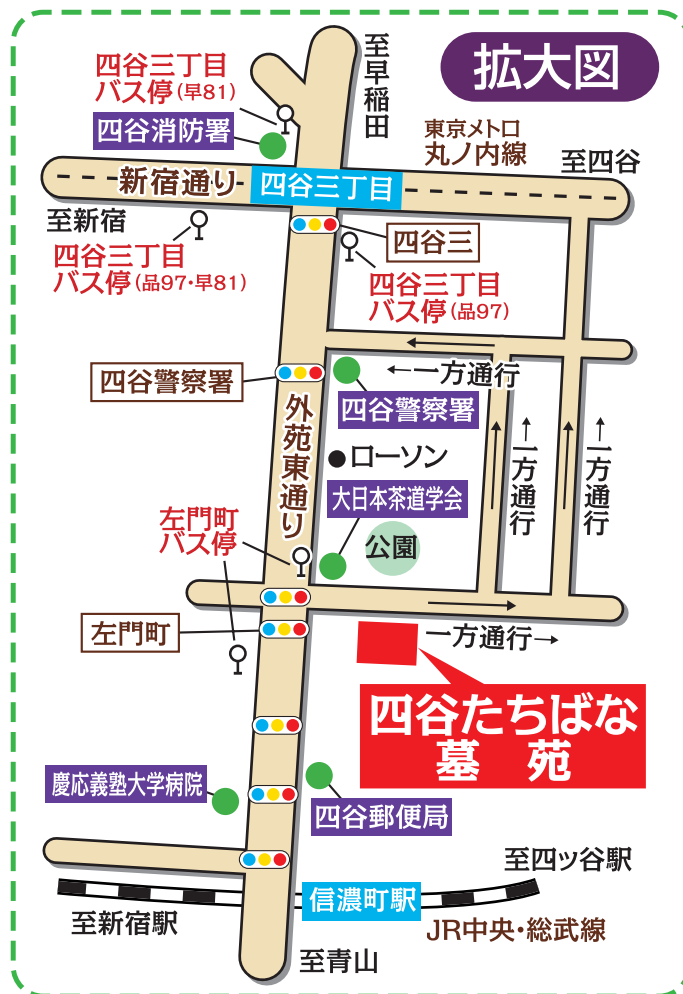 拡大図
至早稲田
四谷三丁目
バス停(早81)
四谷消防署
東京メトロ
丸ノ内線
至四谷
新宿通り
四谷三丁目
至新宿
四谷三
四谷三丁目
バス停(品97・早81)
四谷三丁目
バス停(品97)
四谷警察署
←一方通行
四谷警察署
外苑東通り
ローソン
大日本茶道学会
←一方通行
←一方通行
左門町
バス停
公園
左門町
一方通行→
四谷たちばな
墓 苑
慶応義塾大学病院
四谷郵便局
至四ッ谷駅
信濃町駅
至新宿駅
JR中央・総武線
至青山